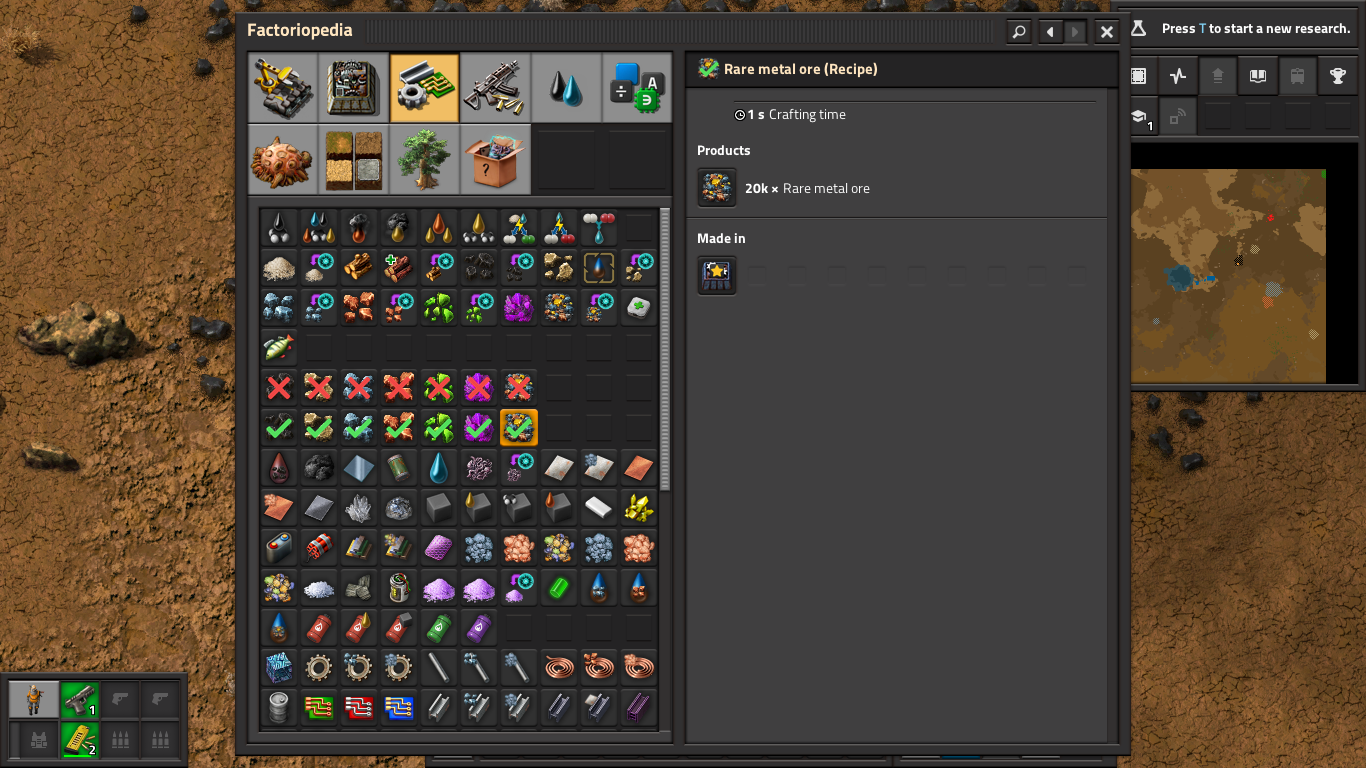 Factoriopedia
Press T to start a new research.
÷
A
?
1
Rare metal ore (Recipe)
1 s Crafting time
Products
20k × Rare metal ore
Made in
1
2